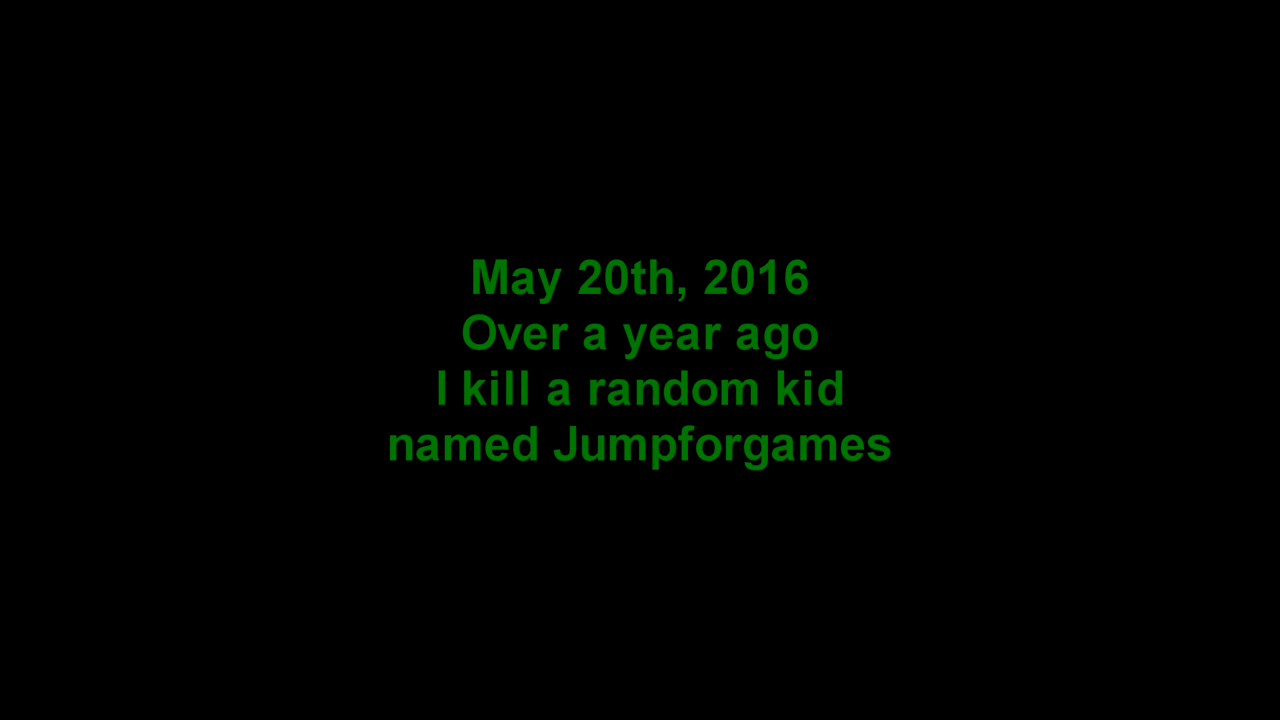 May 20th, 2016
Over a year ago
I kill a random kid
named Jumpforgames